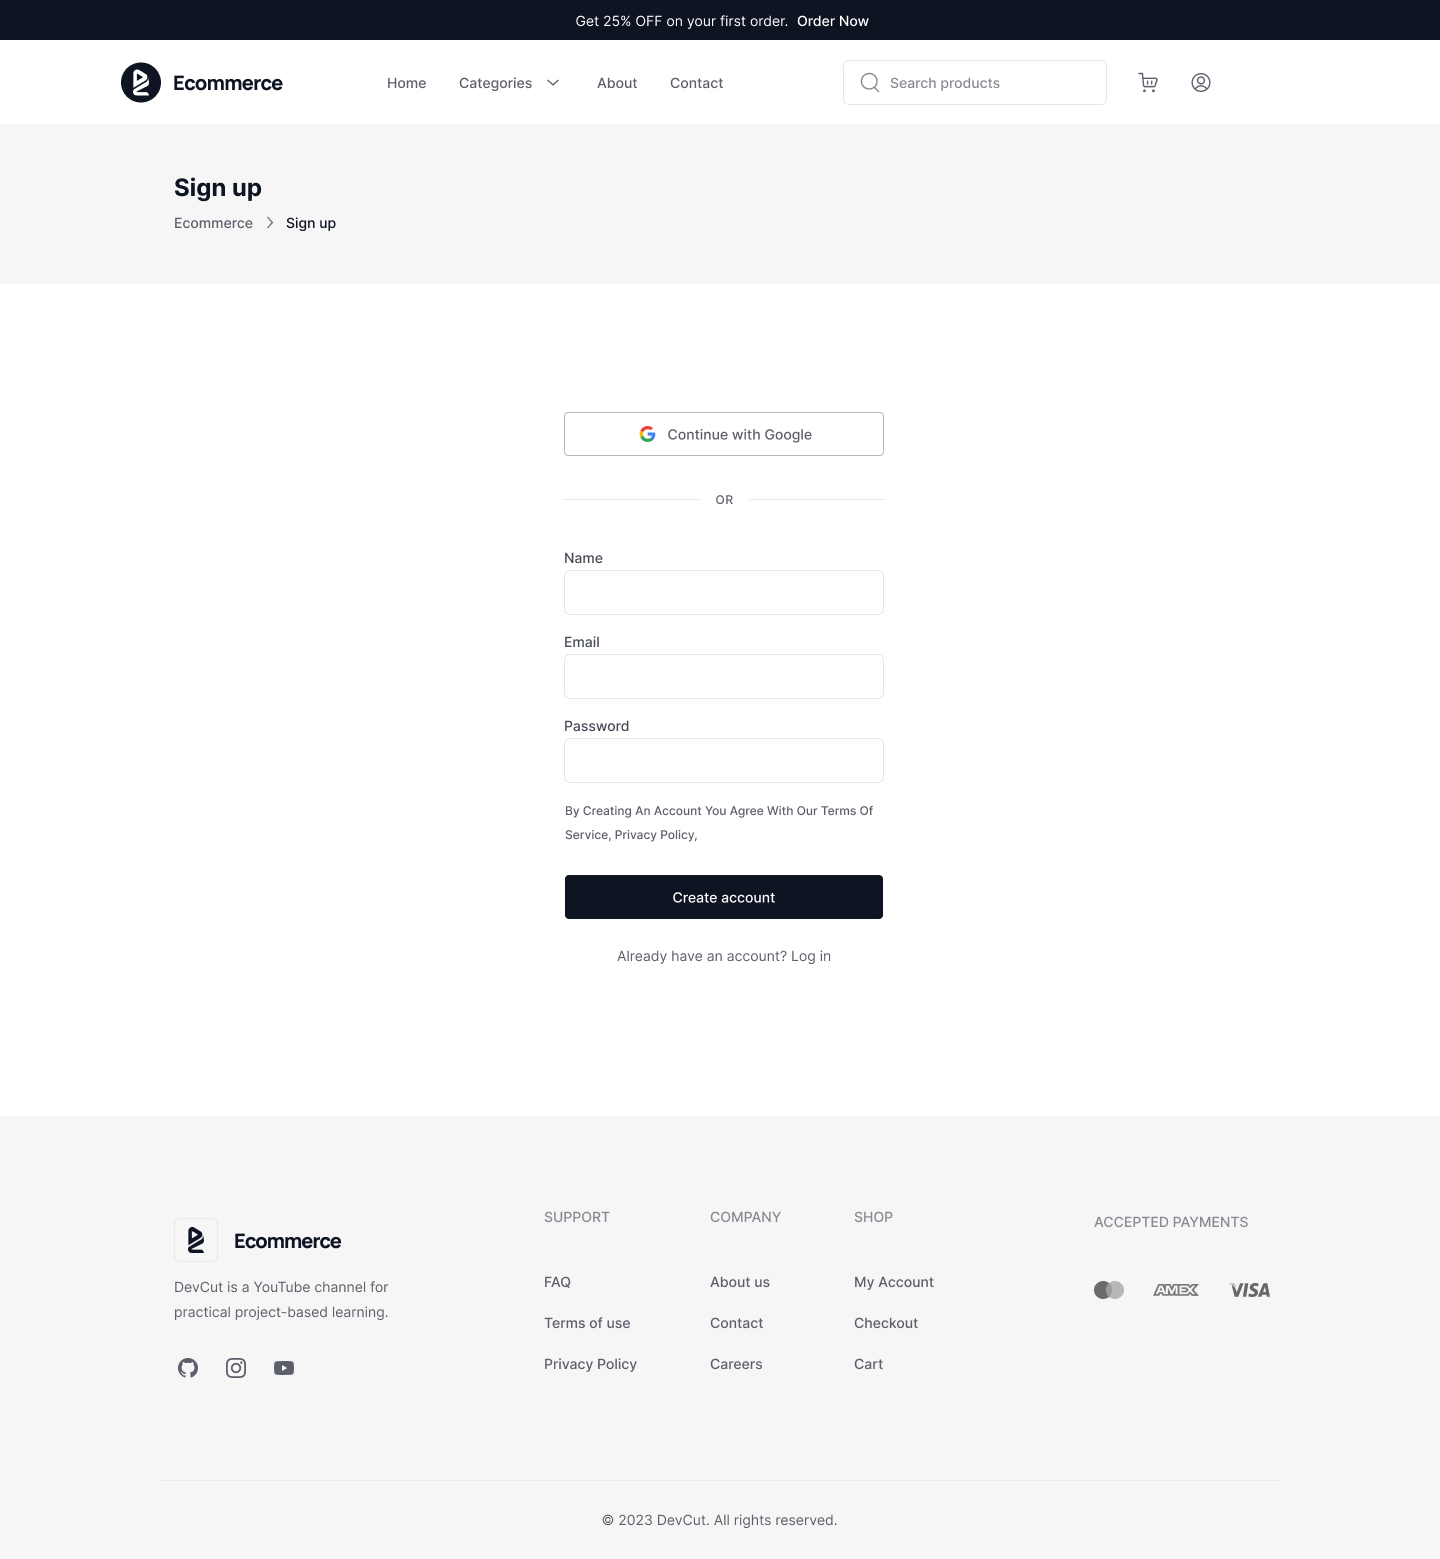 Get 25% OFF on your first order. Order Now
Ecommerce
Home Categories About Contact
Search products
Sign up
Ecommerce Sign up
Continue with Google
OR
Name
Email
Password
By Creating An Account You Agree With Our Terms Of
Service, Privacy Policy,
Create account
Already have an account? Log in
Ecommerce
DevCut is a YouTube channel for
practical project-based learning.
SUPPORT
FAQ
Terms of use
Privacy Policy
COMPANY
About us
Contact
Careers
SHOP
My Account
Checkout
Cart
ACCEPTED PAYMENTS
AMEX VISA
© 2023 DevCut. All rights reserved.